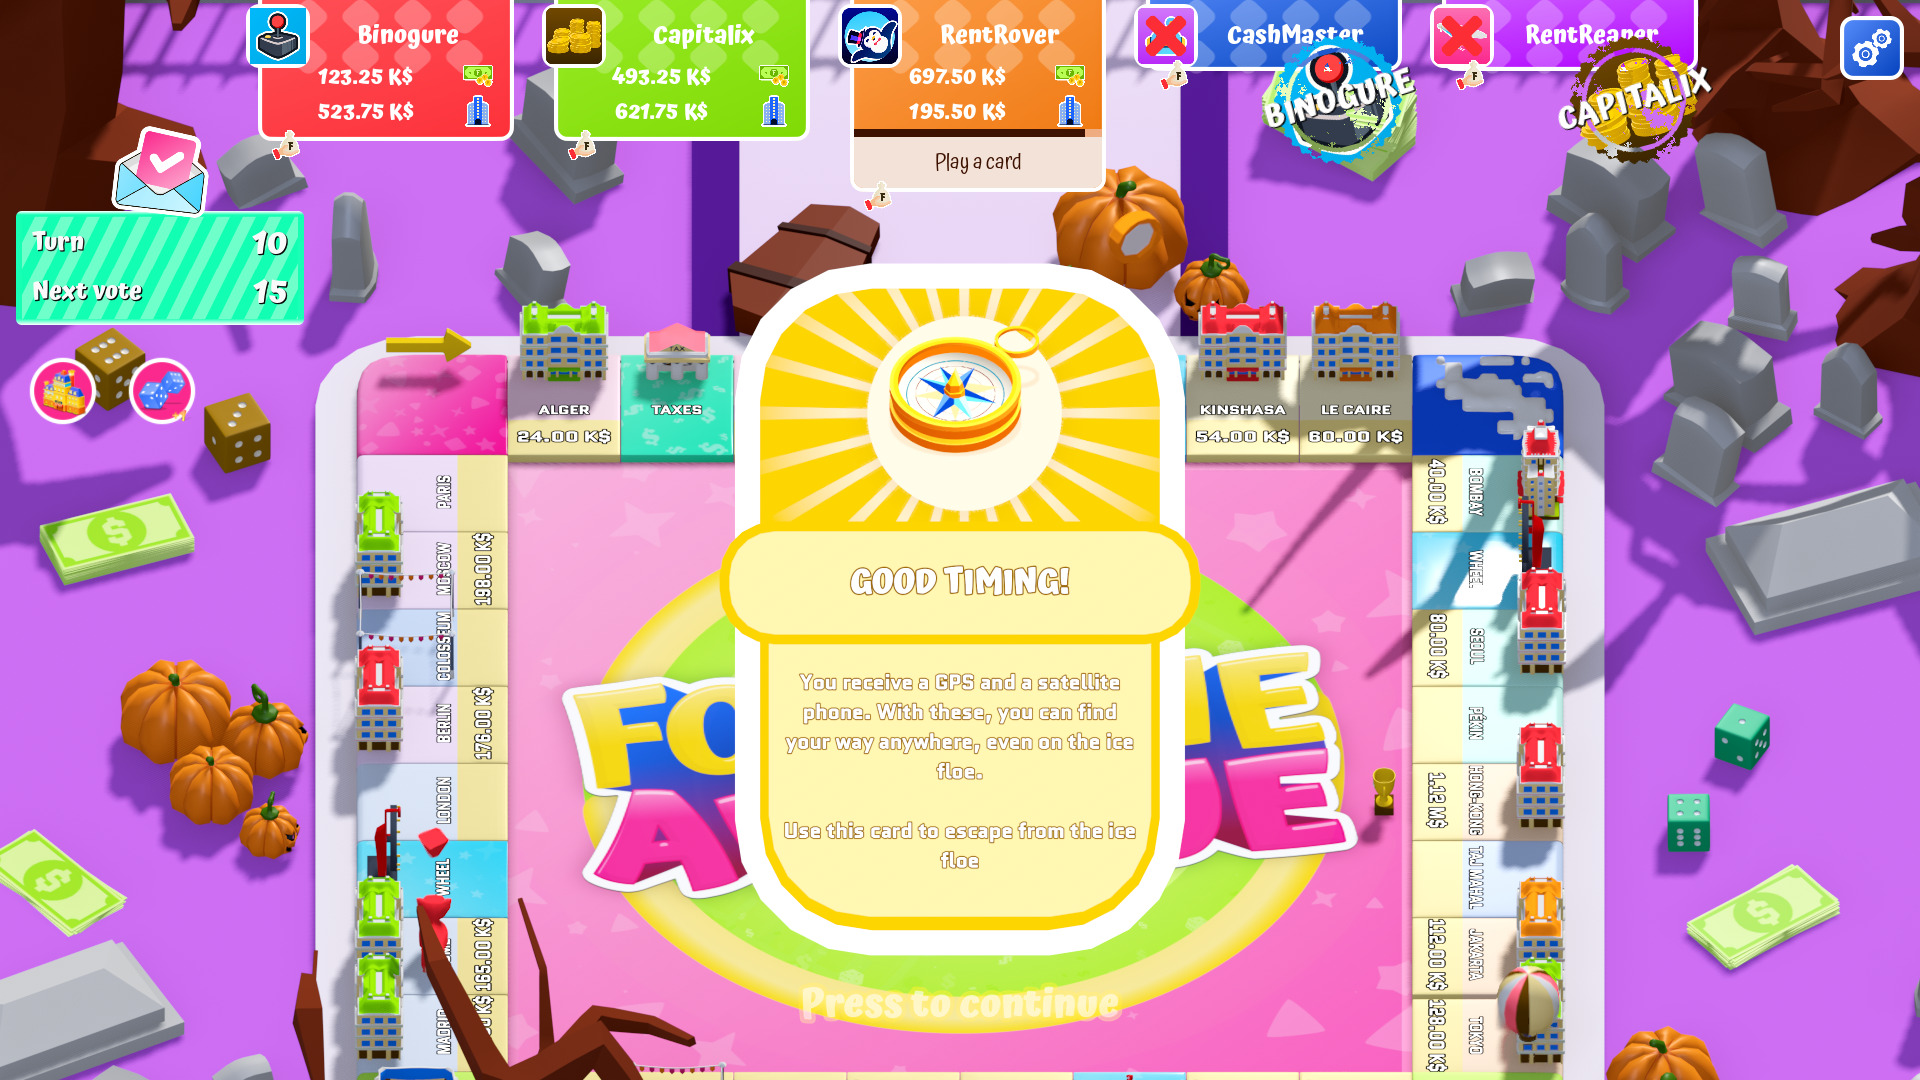 Binogure
123.25 K$
523.75 K$
Capitalix
493.25 K$
621.75 K$
RentRover
697.50 K$
195.50 K$
Play a card
CashMaster
BINOGURE
RentReaper
CAPITALIX
Turn 10
Next vote 15
ALGER
24.00 K$
TAXES
KINSHASA
54.00 K$
LE CAIRE
60.00 K$
PARIS
MOSCOW
198.00 K$
COLOSSEUM
BERLIN
176.00 K$
LONDON
WHEEL
165.00 K$
MADRID
BOMBAY
40.00 K$
WHEEL
SEOUL
80.00 K$
PÉKIN
HONG-KONG
1.12 M$
TAJ MAHAL
JAKARTA
112.00 K$
TOKYO
128.00 K$
GOOD TIMING!
You receive a GPS and a satellite
phone. With these, you can find
your way anywhere, even on the ice
floe.
Use this card to escape from the ice
floe
Press to continue